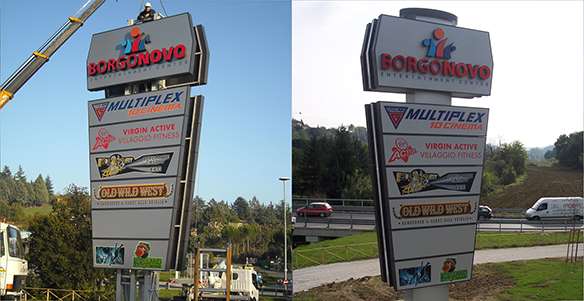 BORGONOVO
ENTERTAINMENT CENTER
MULTIPLEX
10 CINEMA
VIRGIN ACTIVE
VILLAGGIO FITNESS
OLD WILD WEST
BORGONOVO
ENTERTAINMENT CENTER
MULTIPLEX
10 CINEMA
VIRGIN ACTIVE
VILLAGGIO FITNESS
OLD WILD WEST